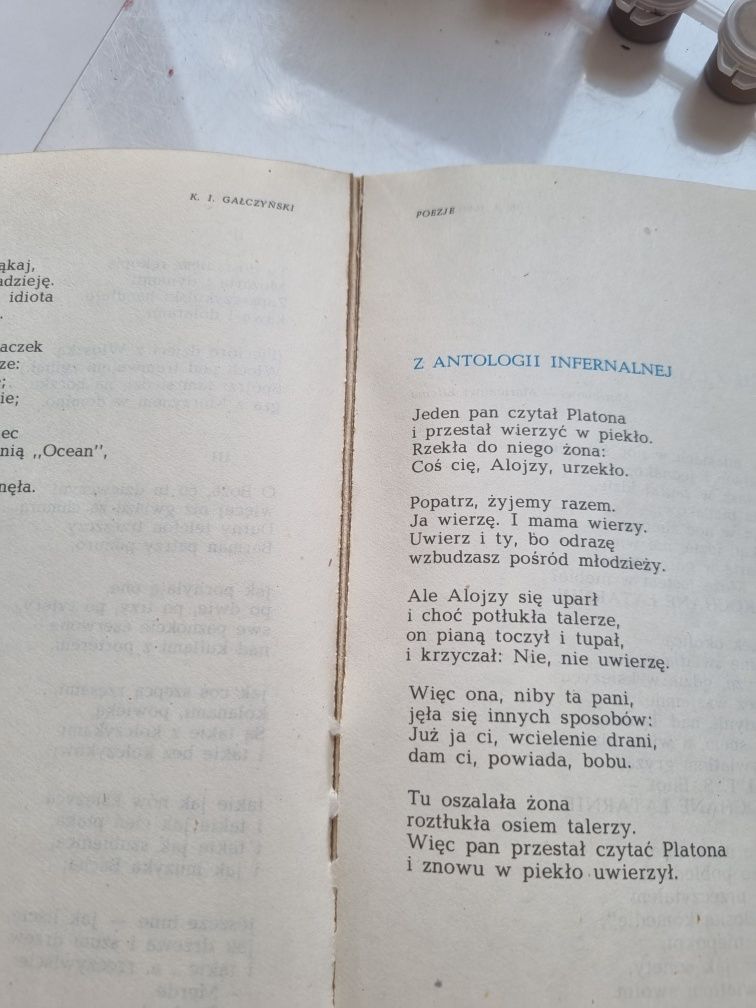 K. I. GAŁCZYŃSKI
ąkaj,
adzieję.
idiota
.
aczek
ze:
;
ie;
iec
nią „Ocean”,
nęła.
POEZJE
Z ANTOLOGII INFERNALNEJ
Jeden pan czytał Platona
i przestał wierzyć w piekło.
Rzekła do niego żona:
Coś cię, Alojzy, urzekło.
Popatrz, żyjemy razem.
Ja wierzę. I mama wierzy.
Uwierz i ty, bo odrazę
wzbudzasz pośród młodzieży.
Ale Alojzy się uparł
i choć potłukła talerze,
on pianą toczył i tupał,
i krzyczał: Nie, nie uwierzę.
Więc ona, niby ta pani,
jęła się innych sposobów:
Już ja ci, wcielenie drani,
dam ci, powiada, bobu.
Tu oszalała żona
roztłukła osiem talerzy.
Więc pan przestał czytać Platona
i znowu w piekło uwierzył.